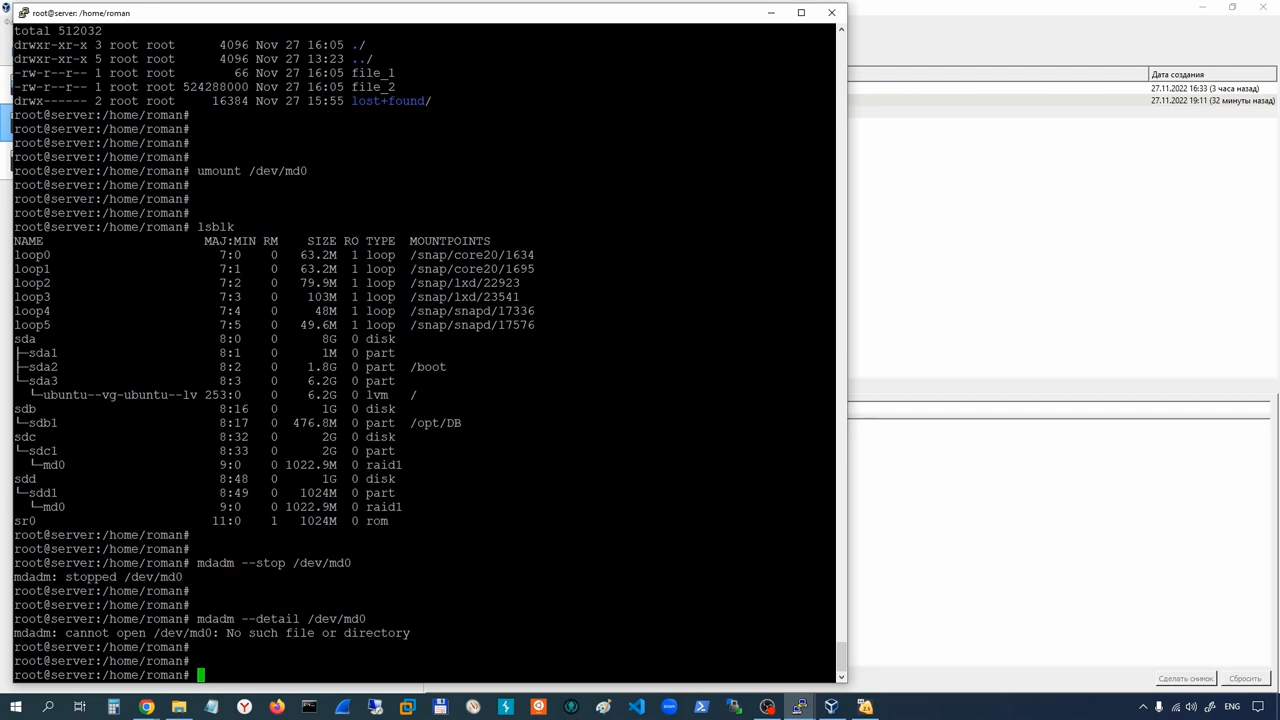 root@server: /home/roman
total 512032
drwxr-xr-x 3 root root      4096 Nov 27 16:05 ./
drwxr-xr-x 5 root root      4096 Nov 27 13:23 ../
-rw-r--r-- 1 root root        66 Nov 27 16:05 file_1
-rw-r--r-- 1 root root 524288000 Nov 27 16:05 file_2
drwx------ 2 root root     16384 Nov 27 15:55 lost+found/
root@server:/home/roman#
root@server:/home/roman#
root@server:/home/roman#
root@server:/home/roman#
root@server:/home/roman# umount /dev/md0
root@server:/home/roman#
root@server:/home/roman#
root@server:/home/roman#
root@server:/home/roman# lsblk
NAME                      MAJ:MIN RM    SIZE RO TYPE  MOUNTPOINTS
loop0                       7:0    0   63.2M  1 loop  /snap/core20/1634
loop1                       7:1    0   63.2M  1 loop  /snap/core20/1695
loop2                       7:2    0   79.9M  1 loop  /snap/lxd/22923
loop3                       7:3    0    103M  1 loop  /snap/lxd/23541
loop4                       7:4    0     48M  1 loop  /snap/snapd/17336
loop5                       7:5    0   49.6M  1 loop  /snap/snapd/17576
sda                         8:0    0      8G  0 disk
├─sda1                      8:1    0      1M  0 part
├─sda2                      8:2    0    1.8G  0 part  /boot
└─sda3                      8:3    0    6.2G  0 part
  └─ubuntu--vg-ubuntu--lv 253:0    0    6.2G  0 lvm   /
sdb                         8:16   0      1G  0 disk
└─sdb1                      8:17   0  476.8M  0 part  /opt/DB
sdc                         8:32   0      2G  0 disk
└─sdc1                      8:33   0      2G  0 part
  └─md0                     9:0    0 1022.9M  0 raid1
sdd                         8:48   0      1G  0 disk
└─sdd1                      8:49   0   1024M  0 part
  └─md0                     9:0    0 1022.9M  0 raid1
sr0                        11:0    1   1024M  0 rom
root@server:/home/roman#
root@server:/home/roman#
root@server:/home/roman# mdadm --stop /dev/md0
mdadm: stopped /dev/md0
root@server:/home/roman#
root@server:/home/roman#
root@server:/home/roman# mdadm --detail /dev/md0
mdadm: cannot open /dev/md0: No such file or directory
root@server:/home/roman#
root@server:/home/roman#
root@server:/home/roman#
Дата создания
27.11.2022 16:33 (3 часа назад)
27.11.2022 19:11 (32 минуты назад)
Сделать снимок
Сбросить
ENG